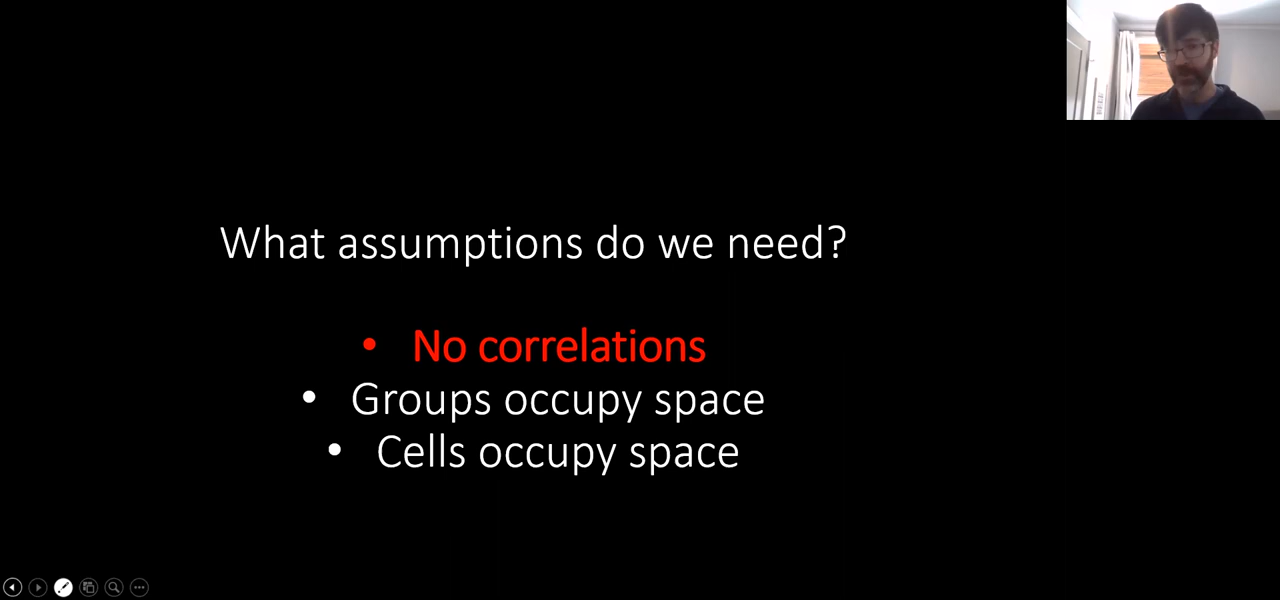 What assumptions do we need?
• No correlations
• Groups occupy space
• Cells occupy space